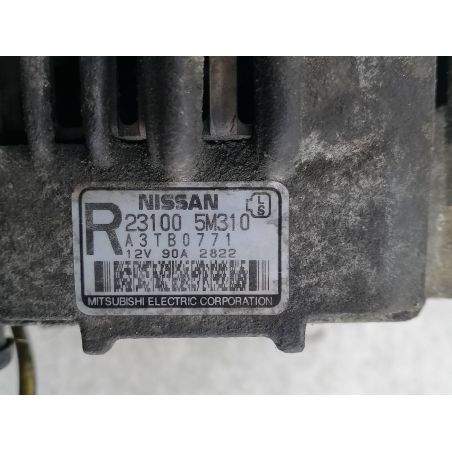 NISSAN L S
R 23100 5M310
A3TB0771
12V 90A 2822
MITSUBISHI ELECTRIC CORPORATION